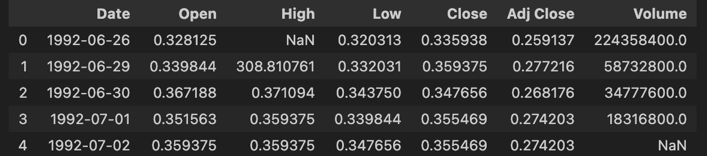 Date Open High Low Close Adj Close Volume
0 1992-06-26 0.328125 NaN 0.320313 0.335938 0.259137 224358400.0
1 1992-06-29 0.339844 308.810761 0.332031 0.359375 0.277216 58732800.0
2 1992-06-30 0.367188 0.371094 0.343750 0.347656 0.268176 34777600.0
3 1992-07-01 0.351563 0.359375 0.339844 0.355469 0.274203 18316800.0
4 1992-07-02 0.359375 0.359375 0.347656 0.355469 0.274203 NaN